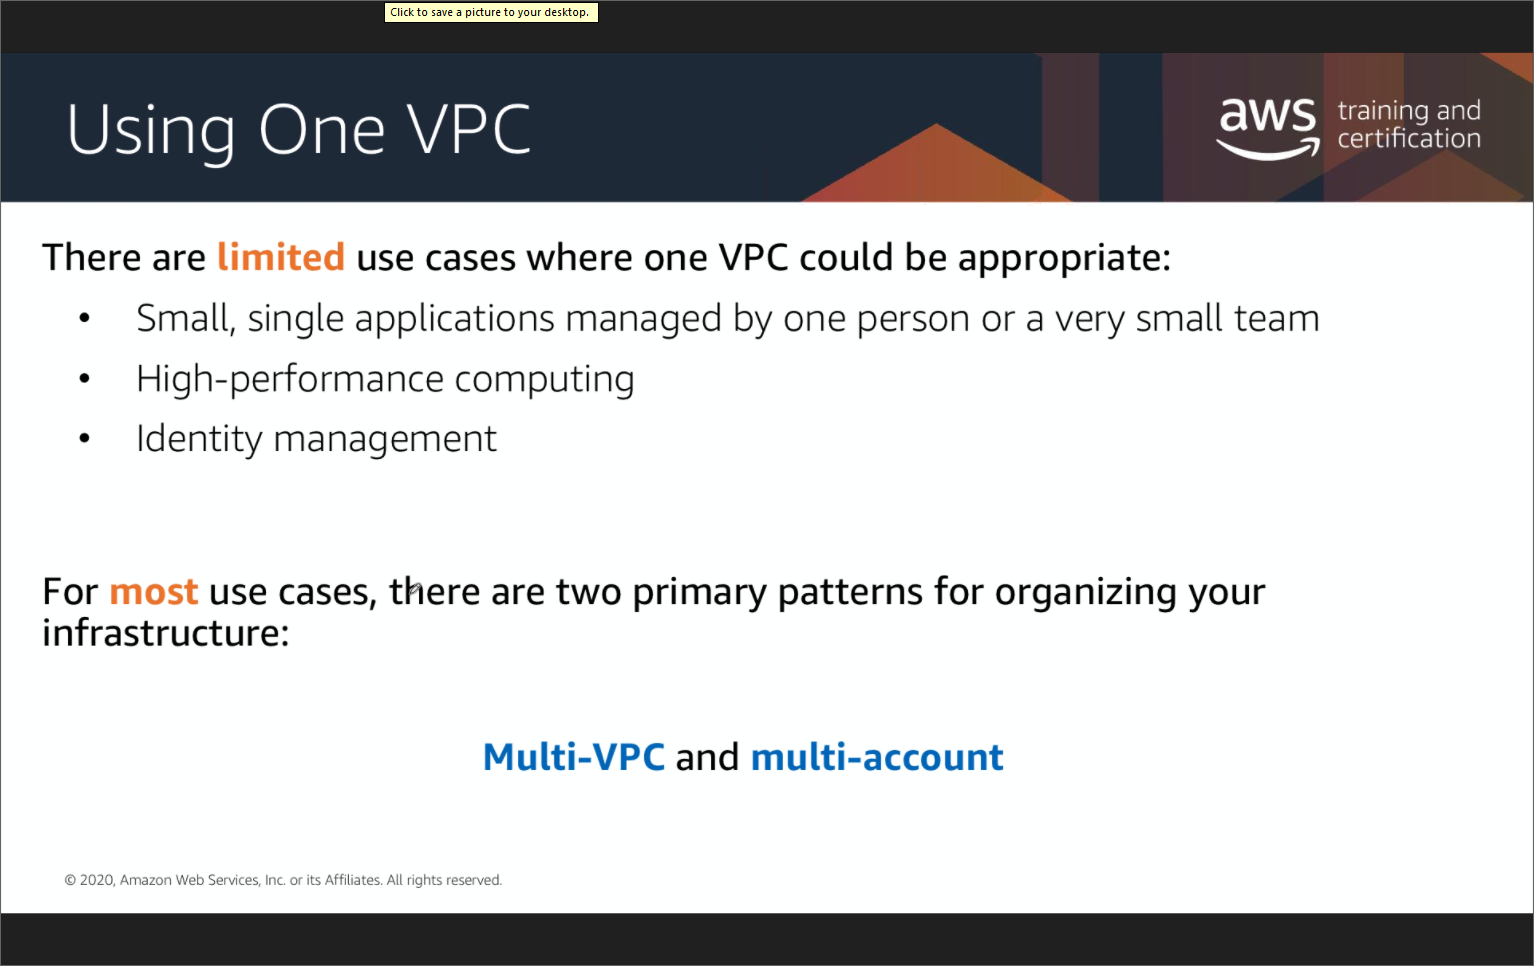 Click to save a picture to your desktop.
Using One VPC
aws training and
certification
There are limited use cases where one VPC could be appropriate:
• Small, single applications managed by one person or a very small team
• High-performance computing
• Identity management
For most use cases, there are two primary patterns for organizing your
infrastructure:
Multi-VPC and multi-account
© 2020, Amazon Web Services, Inc. or its Affiliates. All rights reserved.